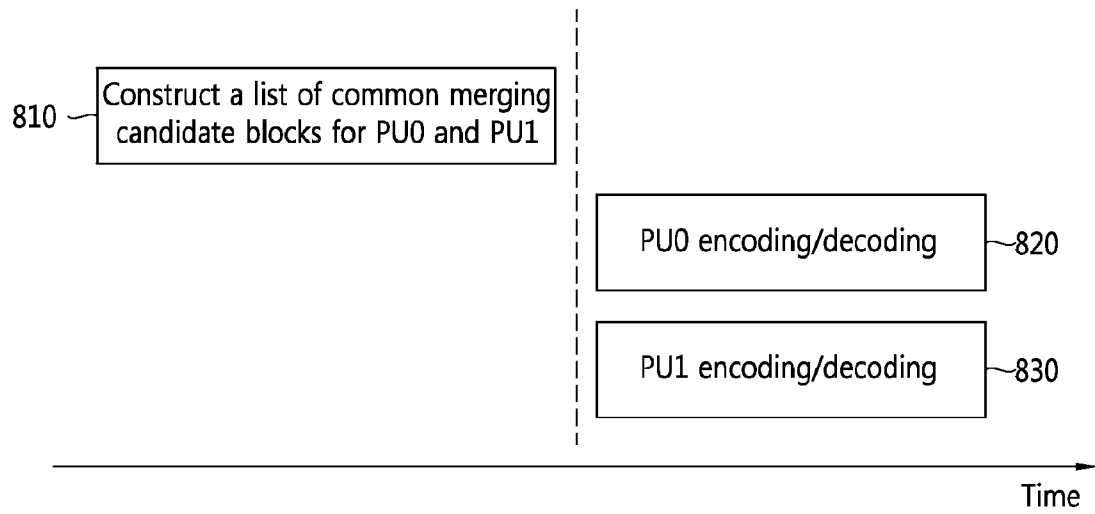 810
Construct a list of common merging
candidate blocks for PU0 and PU1
PU0 encoding/decoding
820
PU1 encoding/decoding
830
Time